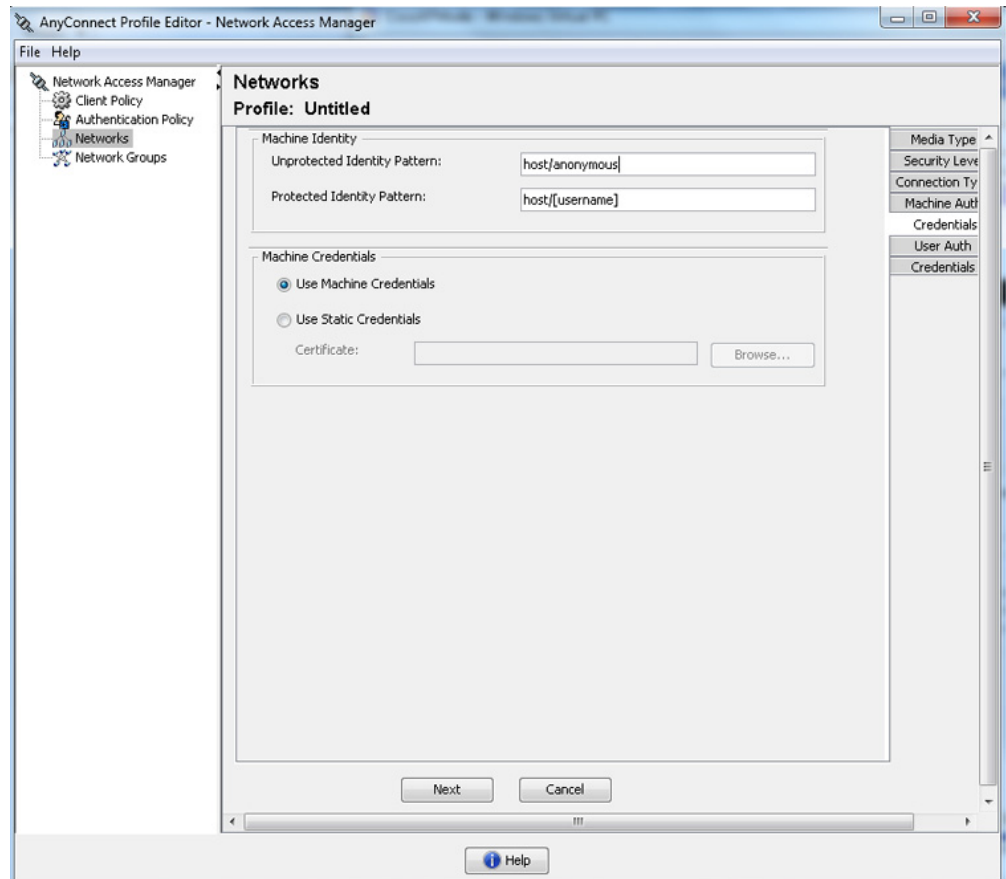 AnyConnect Profile Editor - Network Access Manager
File Help
Network Access Manager
Client Policy
Authentication Policy
Networks
Network Groups
Networks
Profile: Untitled
Machine Identity
Unprotected Identity Pattern: host/anonymous
Protected Identity Pattern: host/[username]
Machine Credentials
Use Machine Credentials
Use Static Credentials
Certificate: Browse...
Media Type
Security Leve
Connection Ty
Machine Auth
Credentials
User Auth
Credentials
Next Cancel
Help